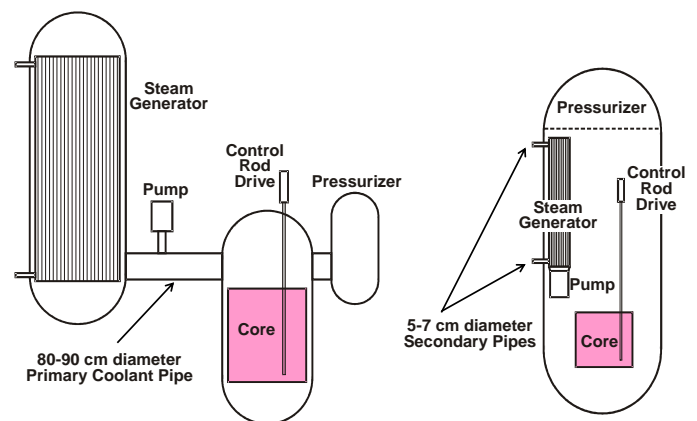 Steam
Generator
Pump
Control
Rod
Drive
Pressurizer
Core
80-90 cm diameter
Primary Coolant Pipe
Pressurizer
Control
Rod
Drive
Steam
Generator
Pump
Core
5-7 cm diameter
Secondary Pipes